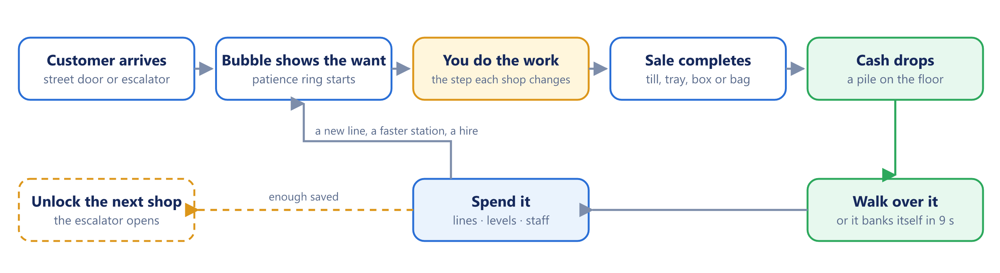 Customer arrives
street door or escalator
Bubble shows the want
patience ring starts
You do the work
the step each shop changes
Sale completes
till, tray, box or bag
Cash drops
a pile on the floor
a new line, a faster station, a hire
Unlock the next shop
the escalator opens
enough saved
Spend it
lines · levels · staff
Walk over it
or it banks itself in 9 s